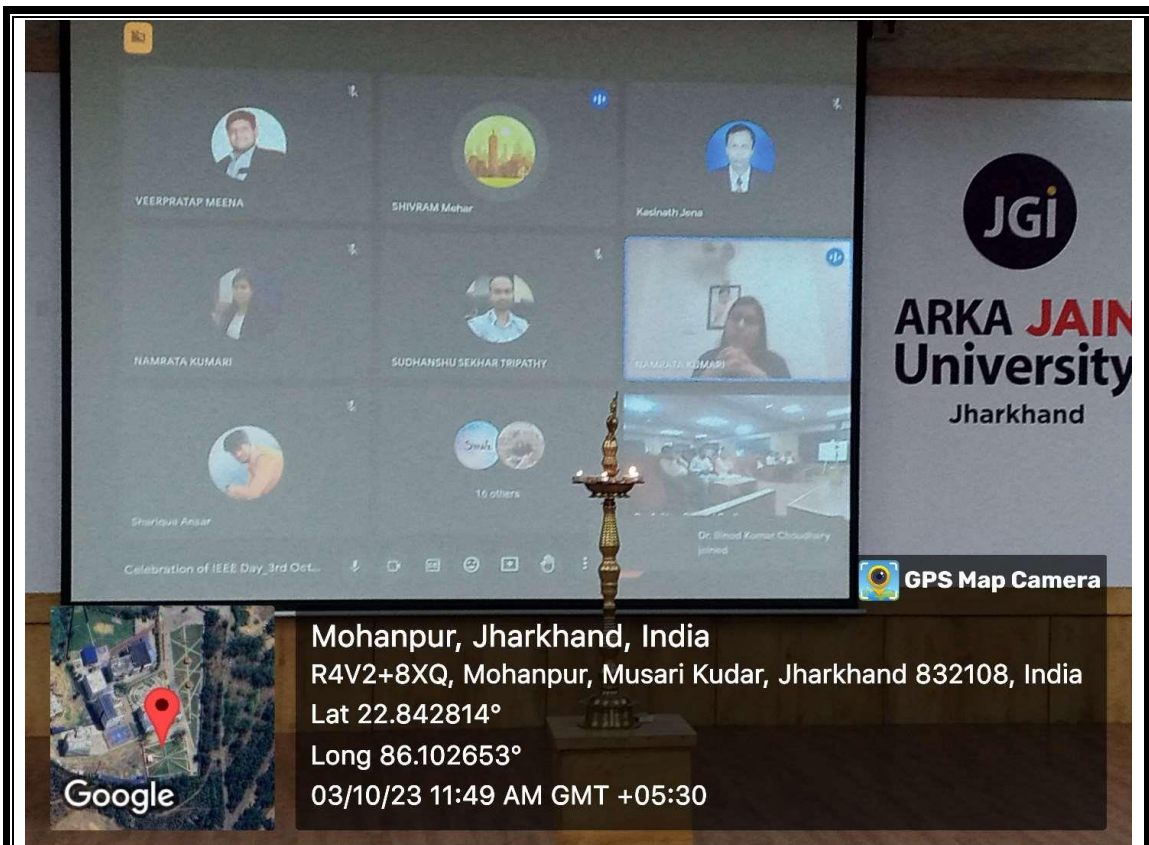 VEERPRATAP MEENA
SHIVRAM Mehar
Kasinath Jena
NAMRATA KUMARI
SUDHANSHU SEKHAR TRIPATHY
NAMRATA KUMARI
Sharique Ansar
Smile
16 others
Dr. Binod Kumar Choudhary
joined
Celebration of IEEE Day_3rd Oct...
JGi
ARKA JAIN
University
Jharkhand
GPS Map Camera
Mohanpur, Jharkhand, India
R4V2+8XQ, Mohanpur, Musari Kudar, Jharkhand 832108, India
Lat 22.842814°
Long 86.102653°
03/10/23 11:49 AM GMT +05:30
Google